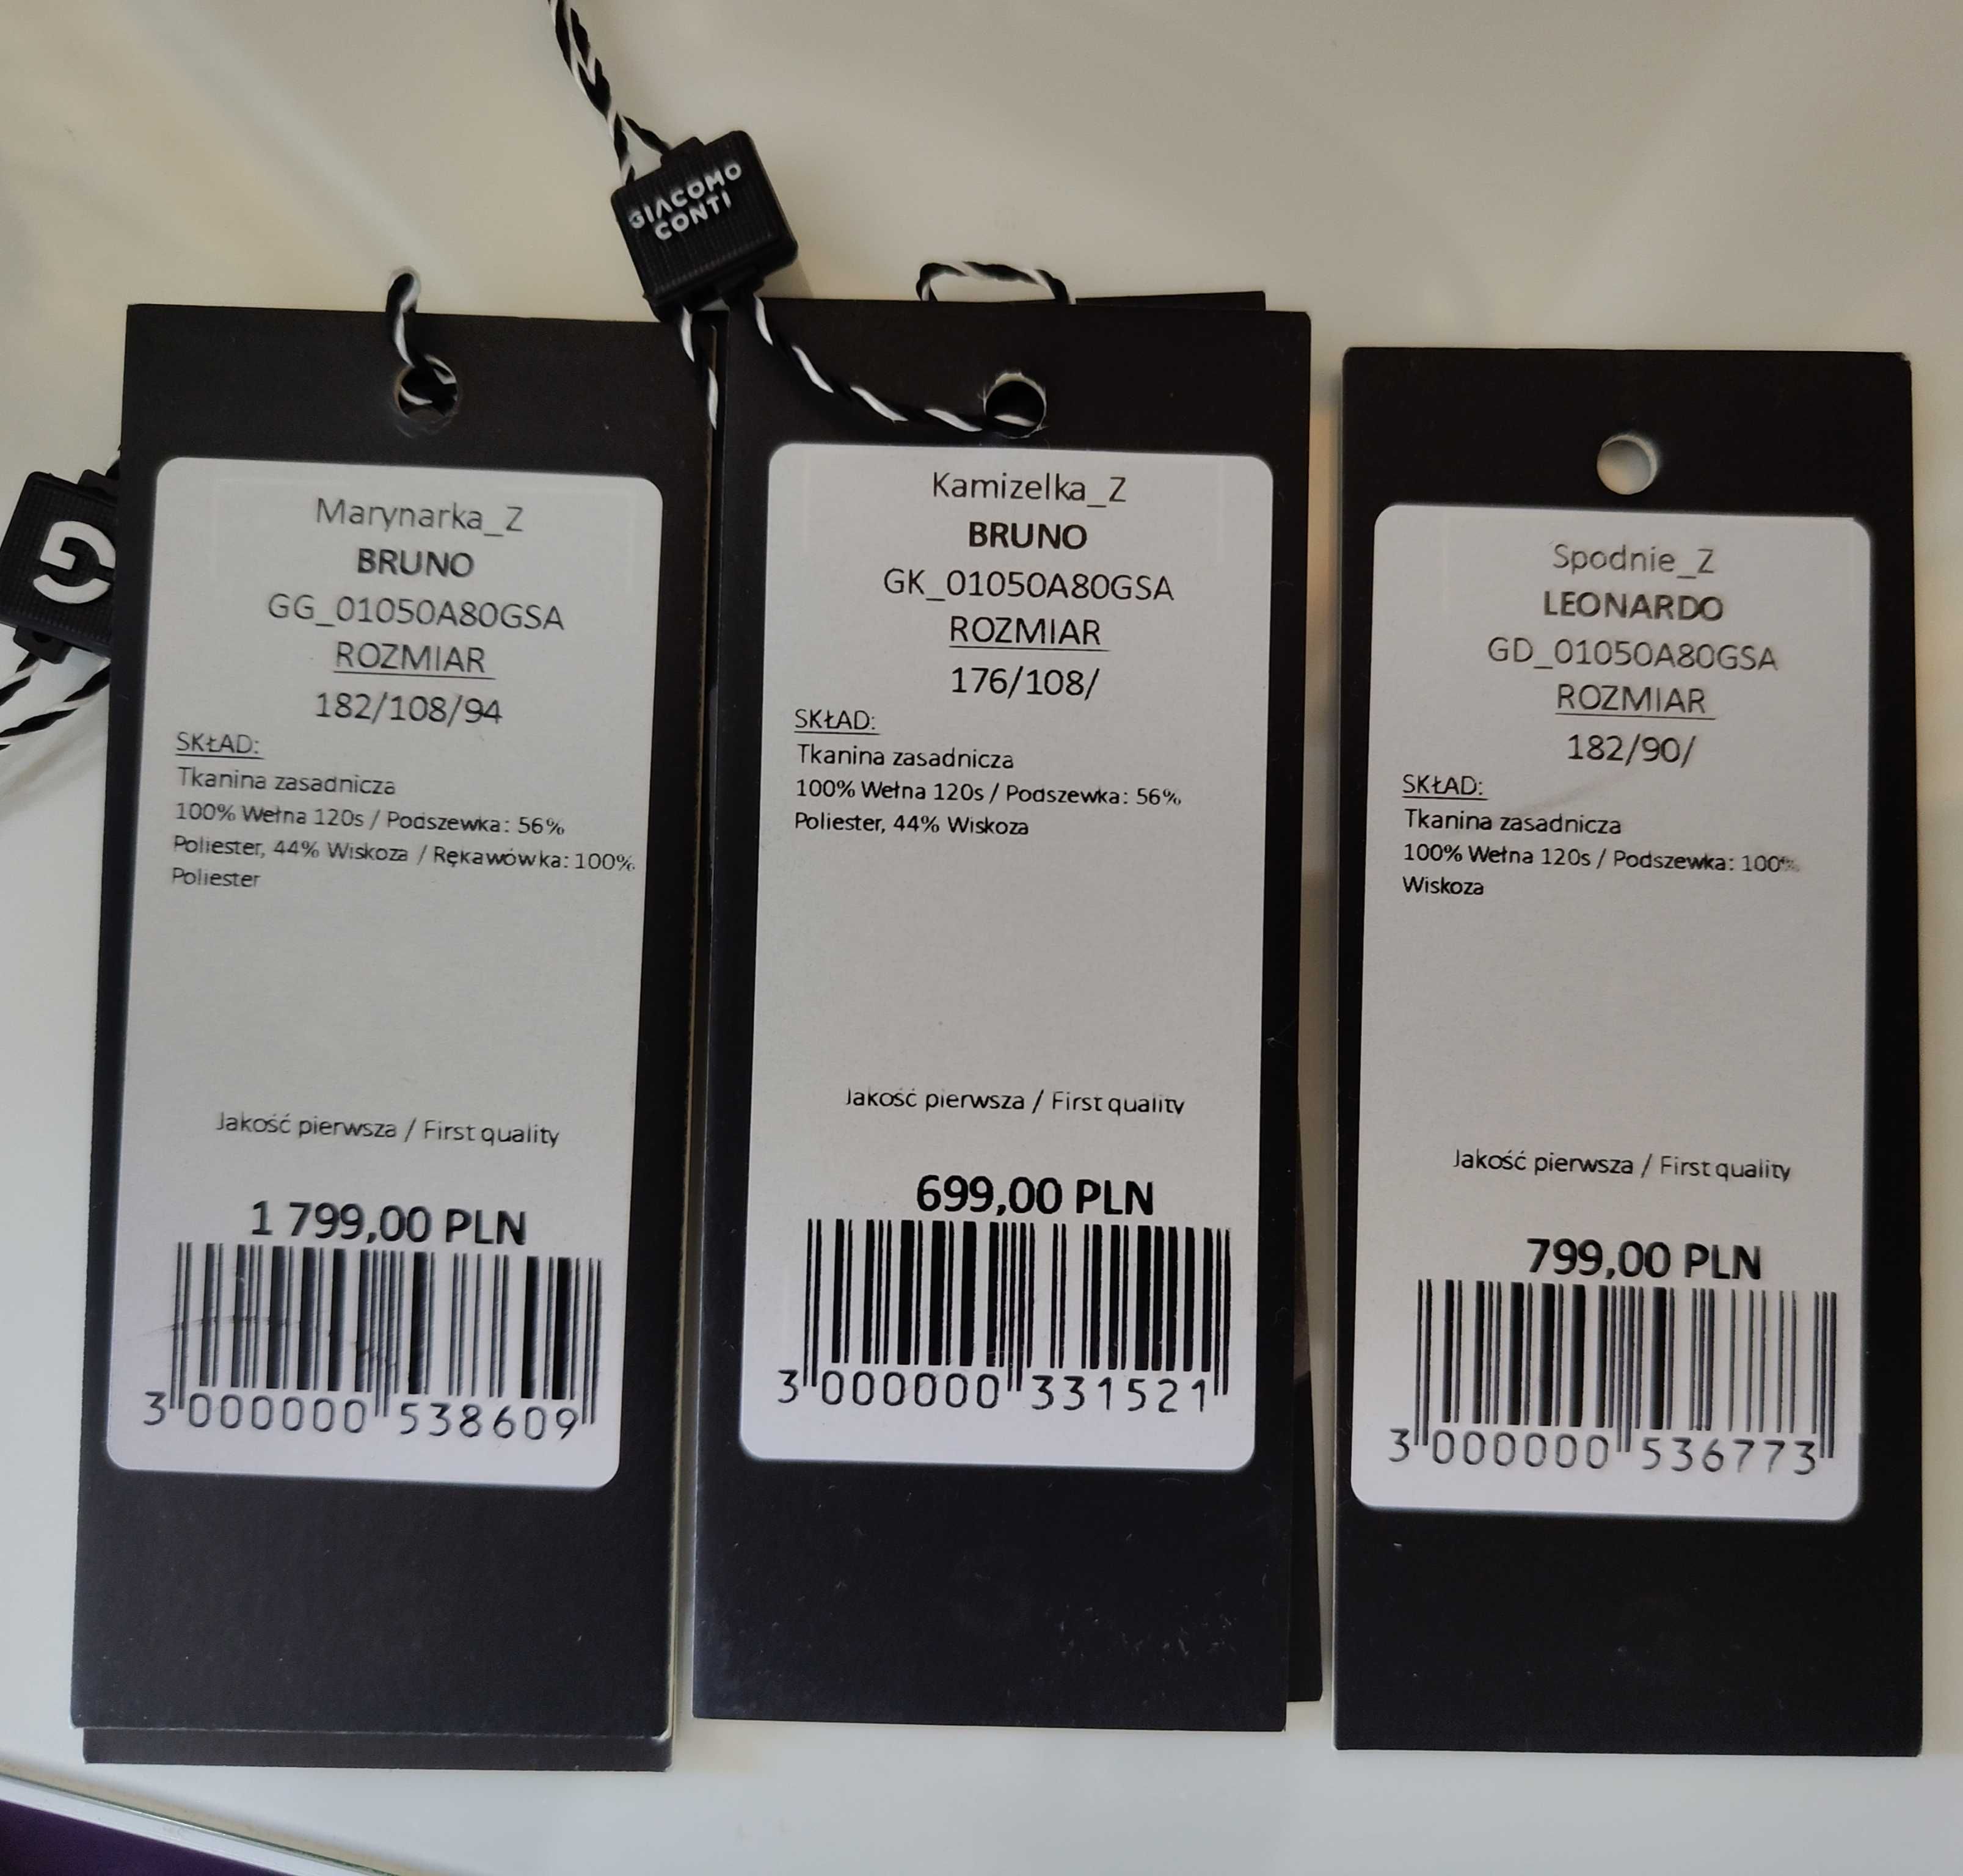 GIACOMO
CONTI
G
Marynarka_Z
BRUNO
GG_01050A80GSA
ROZMIAR
182/108/94
SKŁAD:
Tkanina zasadnicza
100% Wełna 120s / Podszewka: 56%
Poliester, 44% Wiskoza / Rękawówka: 100%
Poliester
Jakość pierwsza / First quality
1 799,00 PLN
3 000000 538609
Kamizelka_Z
BRUNO
GK_01050A80GSA
ROZMIAR
176/108/
SKŁAD:
Tkanina zasadnicza
100% Wełna 120s / Podszewka: 56%
Poliester, 44% Wiskoza
Jakość pierwsza / First quality
699,00 PLN
3 000000 331521
Spodnie_Z
LEONARDO
GD_01050A80GSA
ROZMIAR
182/90/
SKŁAD:
Tkanina zasadnicza
100% Wełna 120s / Podszewka: 100%
Wiskoza
Jakość pierwsza / First quality
799,00 PLN
3 000000 536773